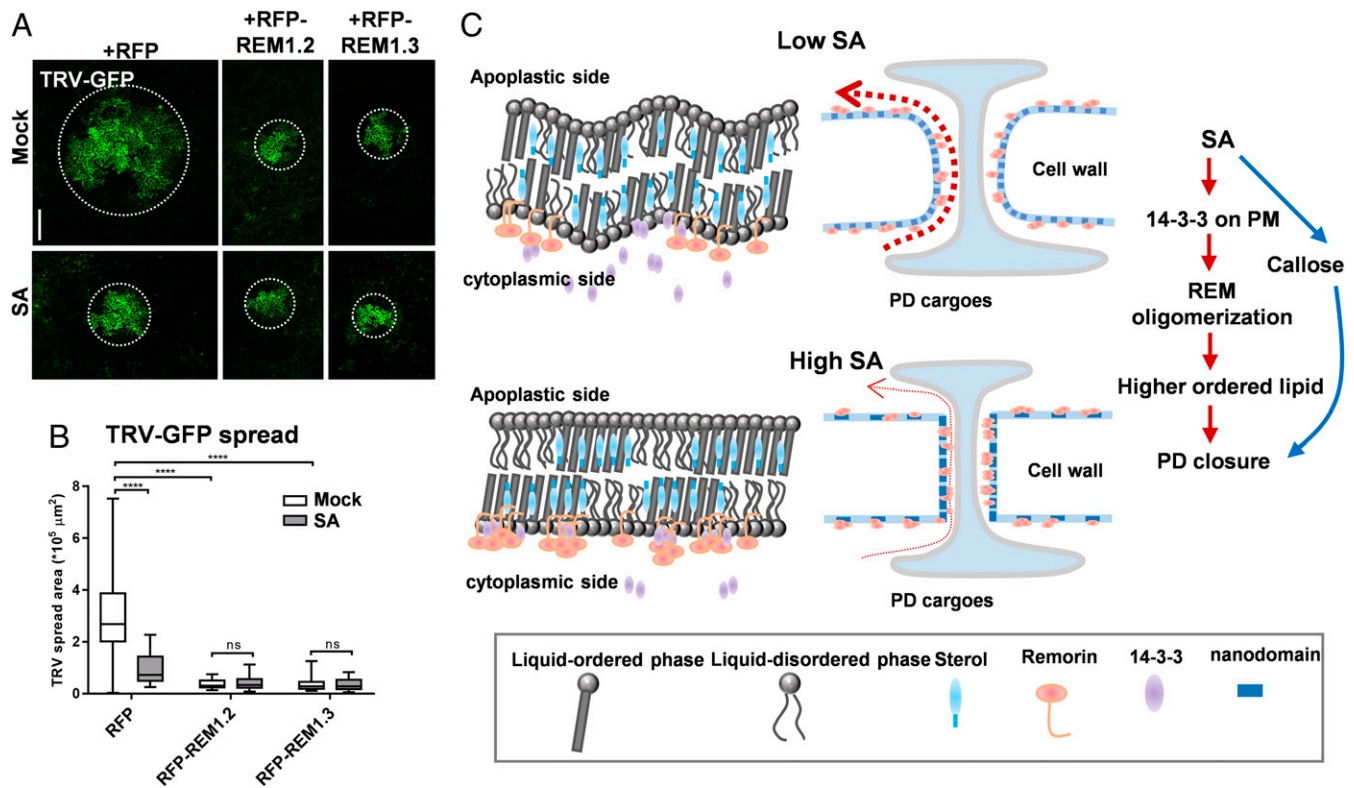 A
+RFP
+RFP-
REM1.2
+RFP-
REM1.3
TRV-GFP
Mock
SA
B
TRV-GFP spread
****
****
****
Mock
SA
ns
ns
TRV spread area (*10⁵ µm²)
8
6
4
2
0
RFP
RFP-REM1.2
RFP-REM1.3
C
Low SA
Apoplastic side
cytoplasmic side
Cell wall
PD cargoes
High SA
Apoplastic side
cytoplasmic side
Cell wall
PD cargoes
SA
14-3-3 on PM
Callose
REM
oligomerization
Higher ordered lipid
PD closure
Liquid-ordered phase
Liquid-disordered phase
Sterol
Remorin
14-3-3
nanodomain